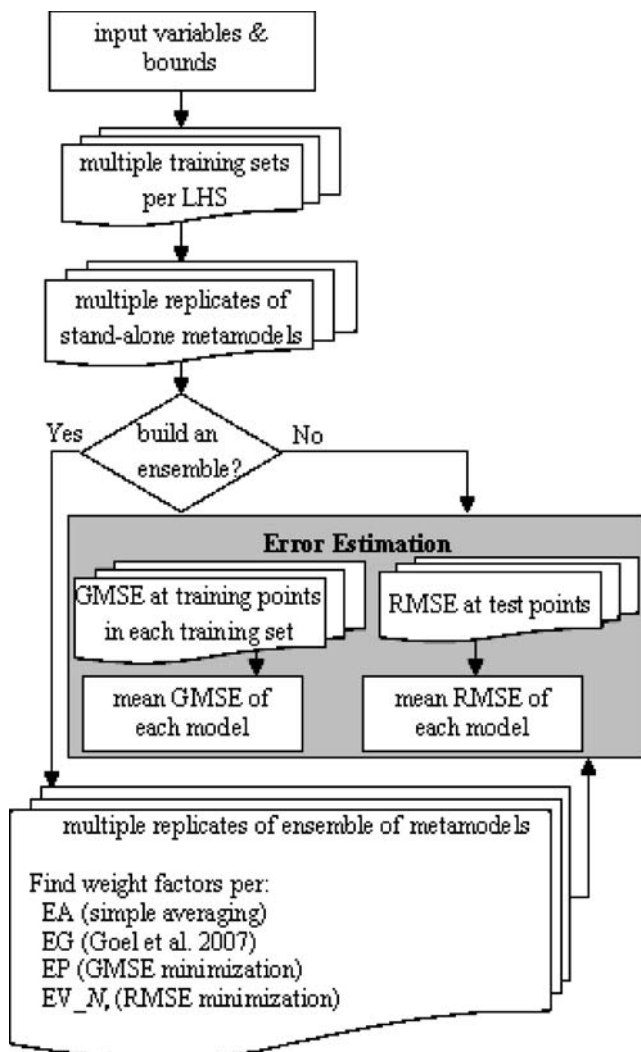 input variables &
bounds
multiple training sets
per LHS
multiple replicates of
stand-alone metamodels
Yes
build an
ensemble?
No
Error Estimation
GMSE at training points
in each training set
RMSE at test points
mean GMSE of
each model
mean RMSE of
each model
multiple replicates of ensemble of metamodels
Find weight factors per:
EA (simple averaging)
EG (Goel et al. 2007)
EP (GMSE minimization)
EV_Nᵥ (RMSE minimization)